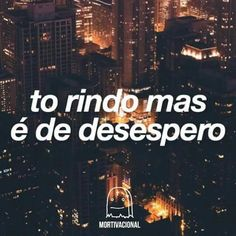 to rindo mas
é de desespero
MORTIVACIONAL